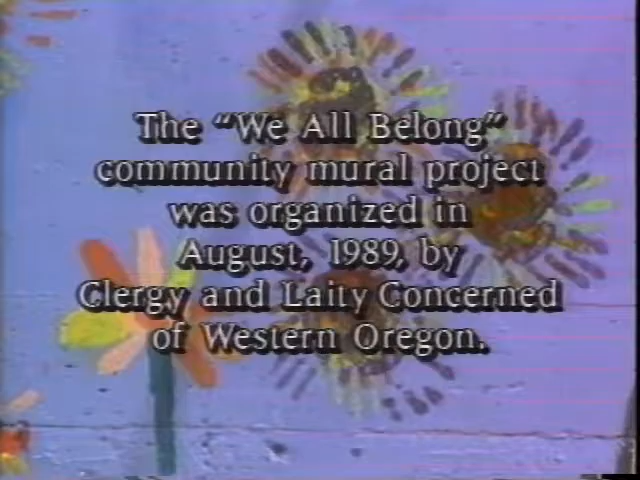 The "We All Belong"
community mural project
was organized in
August, 1989, by
Clergy and Laity Concerned
of Western Oregon.